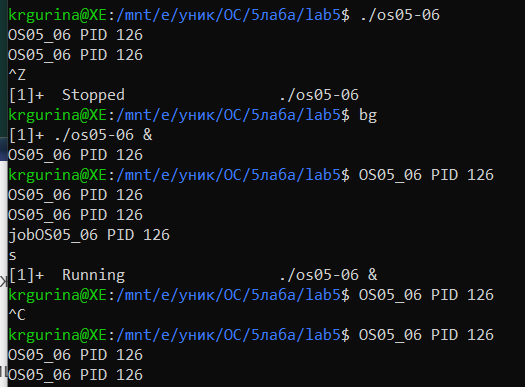 krgurina@XE:/mnt/e/уник/ОС/5лаба/lab5$ ./os05-06
OS05_06 PID 126
OS05_06 PID 126
^Z
[1]+  Stopped                 ./os05-06
krgurina@XE:/mnt/e/уник/ОС/5лаба/lab5$ bg
[1]+ ./os05-06 &
OS05_06 PID 126
krgurina@XE:/mnt/e/уник/ОС/5лаба/lab5$ OS05_06 PID 126
OS05_06 PID 126
OS05_06 PID 126
jobOS05_06 PID 126
s
[1]+  Running                 ./os05-06 &
krgurina@XE:/mnt/e/уник/ОС/5лаба/lab5$ OS05_06 PID 126
^C
krgurina@XE:/mnt/e/уник/ОС/5лаба/lab5$ OS05_06 PID 126
OS05_06 PID 126
OS05_06 PID 126